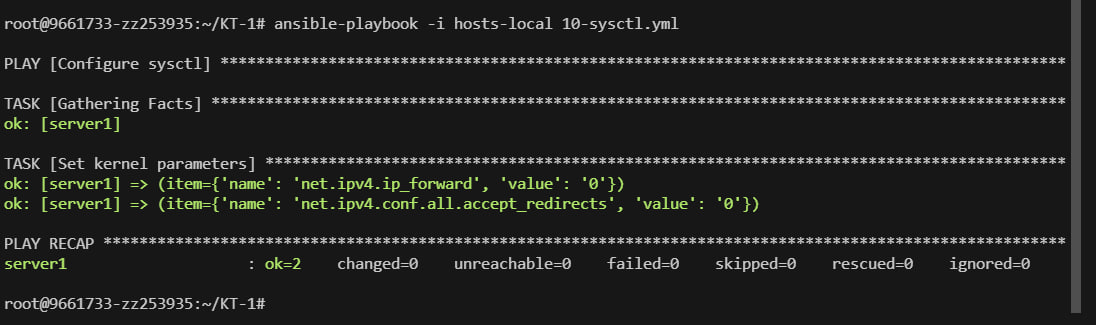 root@9661733-zz253935:~/KT-1# ansible-playbook -i hosts-local 10-sysctl.yml
PLAY [Configure sysctl] **********************************************************************************************
TASK [Gathering Facts] ***********************************************************************************************
ok: [server1]
TASK [Set kernel parameters] *****************************************************************************************
ok: [server1] => (item={'name': 'net.ipv4.ip_forward', 'value': '0'})
ok: [server1] => (item={'name': 'net.ipv4.conf.all.accept_redirects', 'value': '0'})
PLAY RECAP ***********************************************************************************************************
server1                    : ok=2    changed=0    unreachable=0    failed=0    skipped=0    rescued=0    ignored=0
root@9661733-zz253935:~/KT-1#